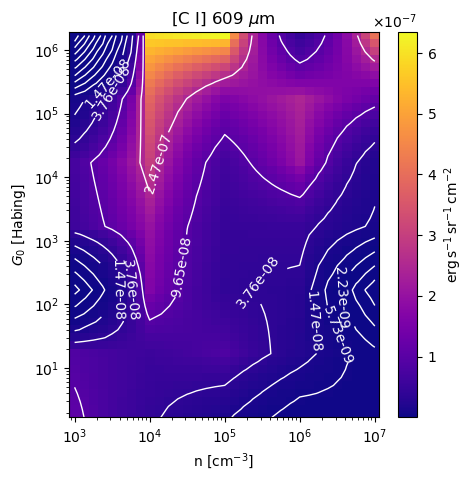 [C I] 609 μm
×10⁻⁷
10⁶
10⁵
10⁴
10³
10²
10¹
G₀ [Habing]
10³ 10⁴ 10⁵ 10⁶ 10⁷
n [cm⁻³]
1.47e-08
3.76e-08
2.47e-07
9.65e-08
3.76e-08
1.47e-08
3.76e-08
1.47e-08
2.23e-09
5.73e-09
6
5
4
3
2
1
erg s⁻¹ sr⁻¹ cm⁻²